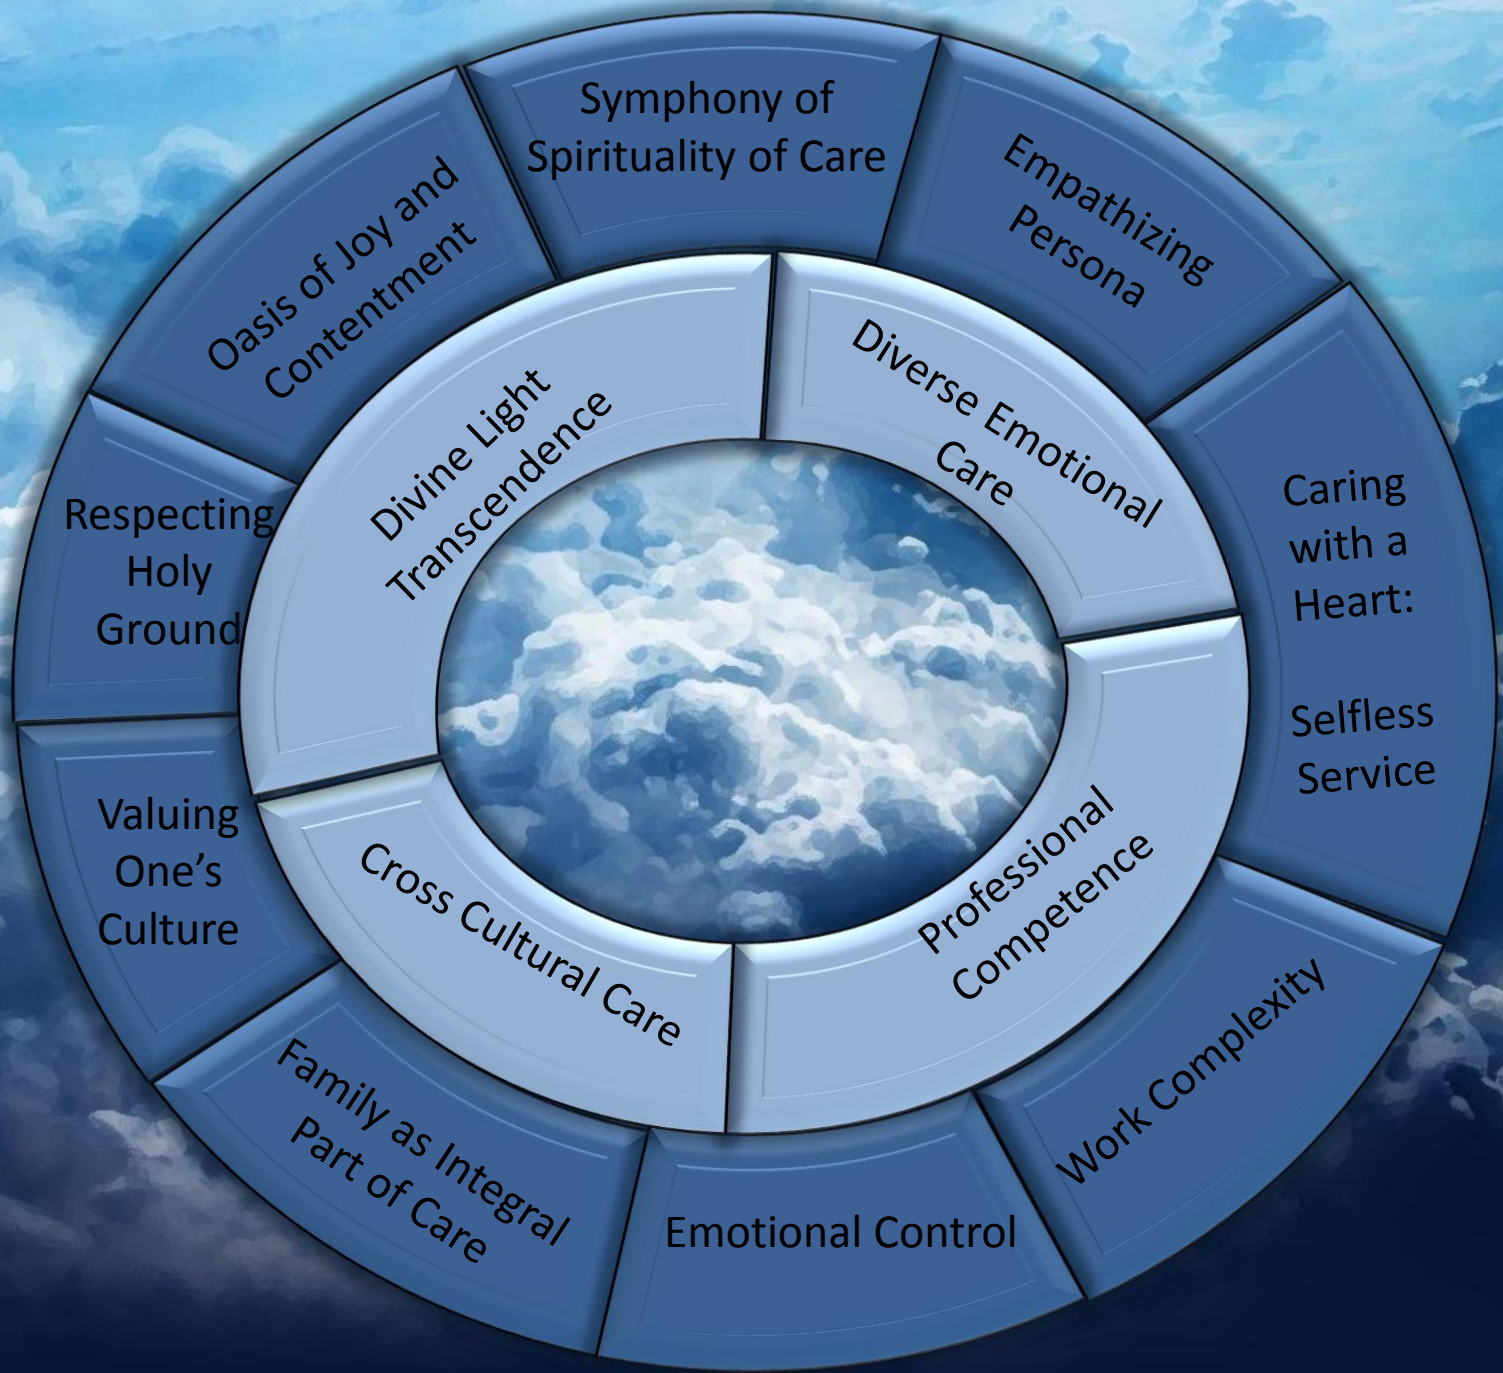 Symphony of
Spirituality of Care
Empathizing
Persona
Caring
with a
Heart:
Selfless
Service
Work Complexity
Emotional Control
Family as Integral
Part of Care
Valuing
One’s
Culture
Respecting
Holy
Ground
Oasis of Joy and
Contentment
Divine Light
Transcendence
Diverse Emotional
Care
Professional
Competence
Cross Cultural Care